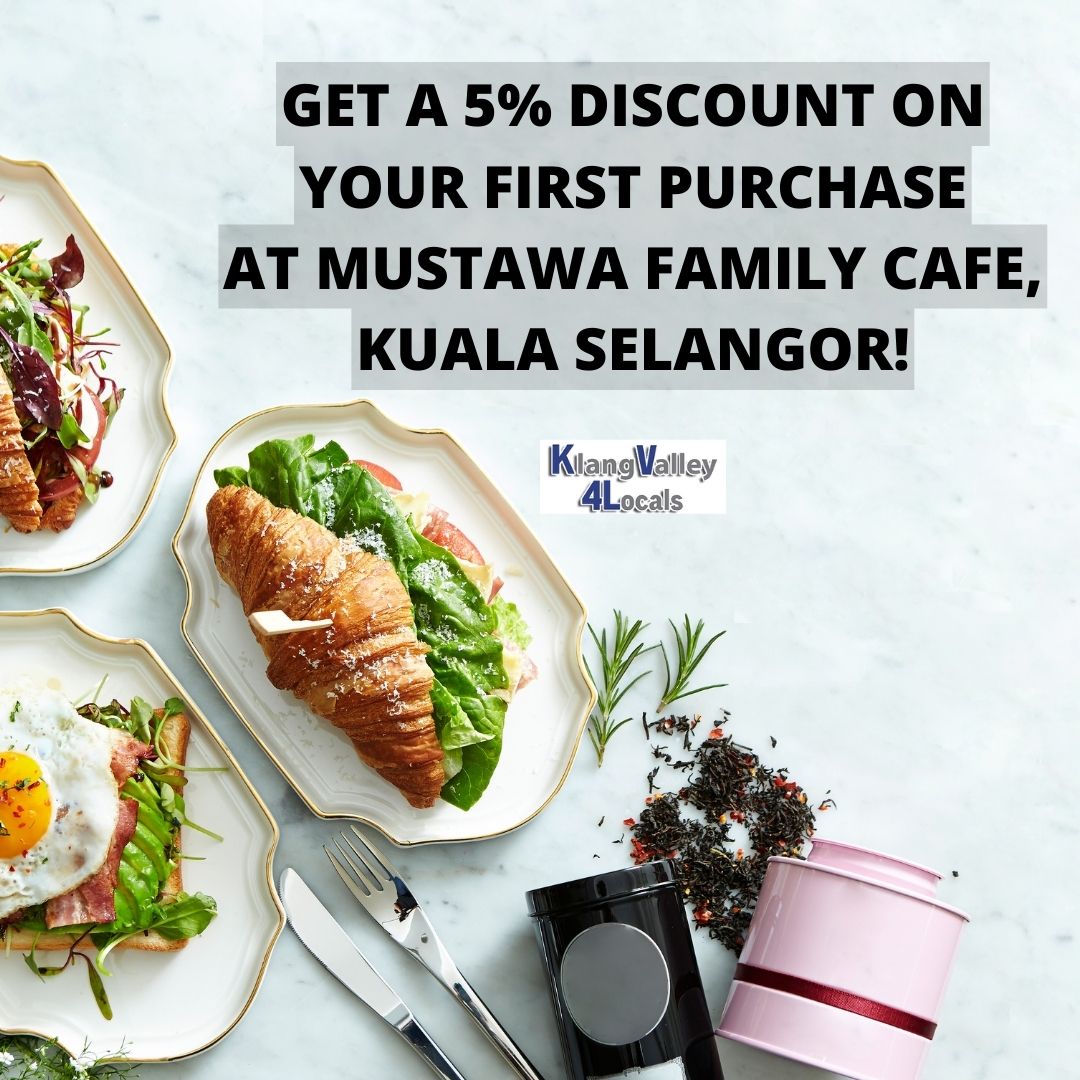 GET A 5% DISCOUNT ON
YOUR FIRST PURCHASE
AT MUSTAWA FAMILY CAFE,
KUALA SELANGOR!
KlangValley
4Locals